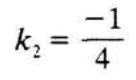 k₂ = -1/4